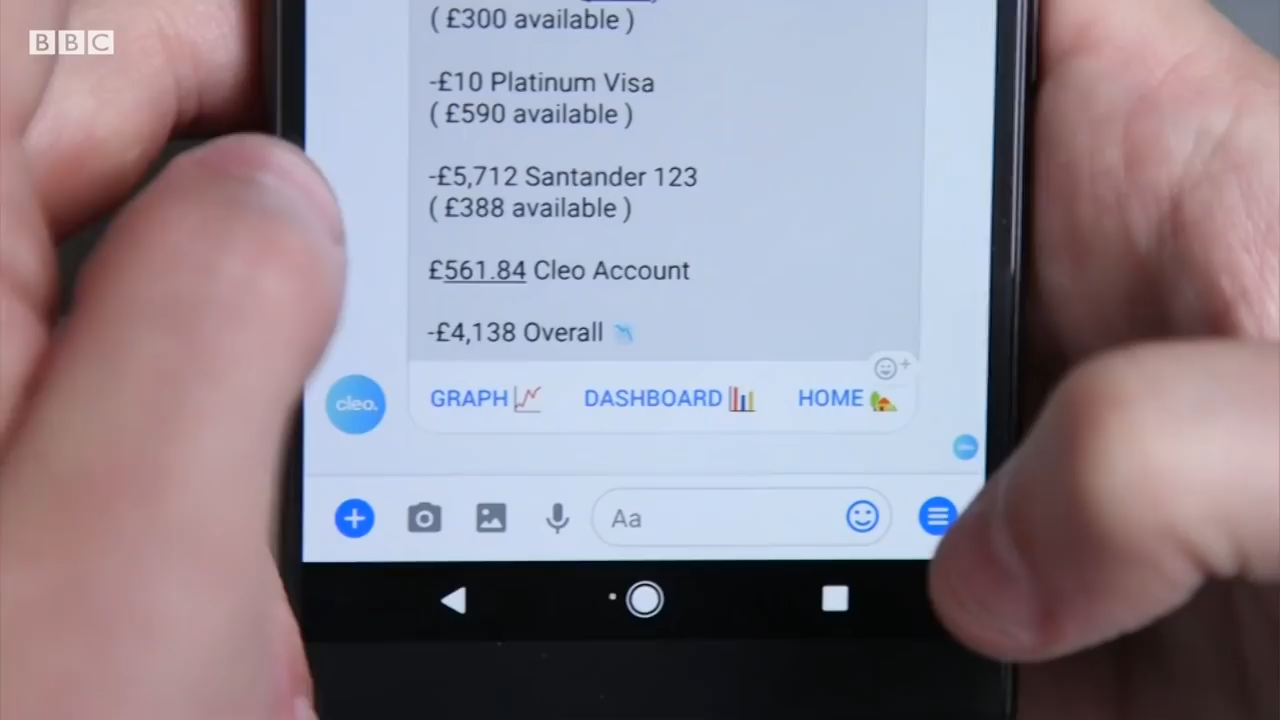 BBC
( £300 available )
-£10 Platinum Visa
( £590 available )
-£5,712 Santander 123
( £388 available )
£561.84 Cleo Account
-£4,138 Overall
GRAPH DASHBOARD HOME
cleo.
Aa